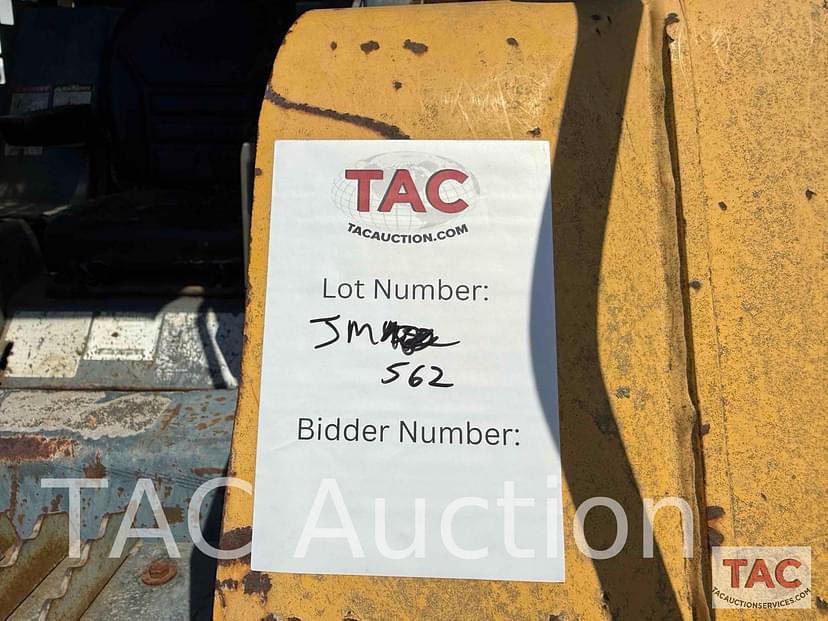 TAC
TACAUCTION.COM
Lot Number:
JM
562
Bidder Number:
TAC Auction
TAC
TACAUCTIONSERVICES.COM